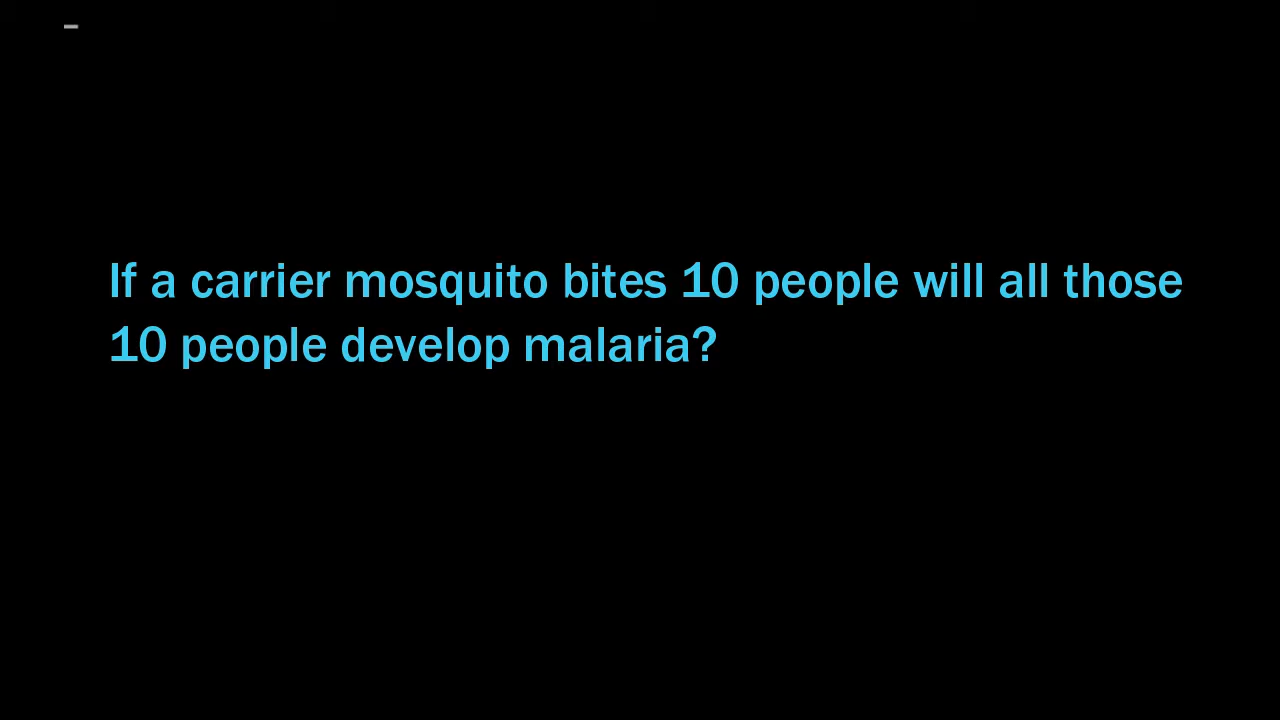 If a carrier mosquito bites 10 people will all those
10 people develop malaria?